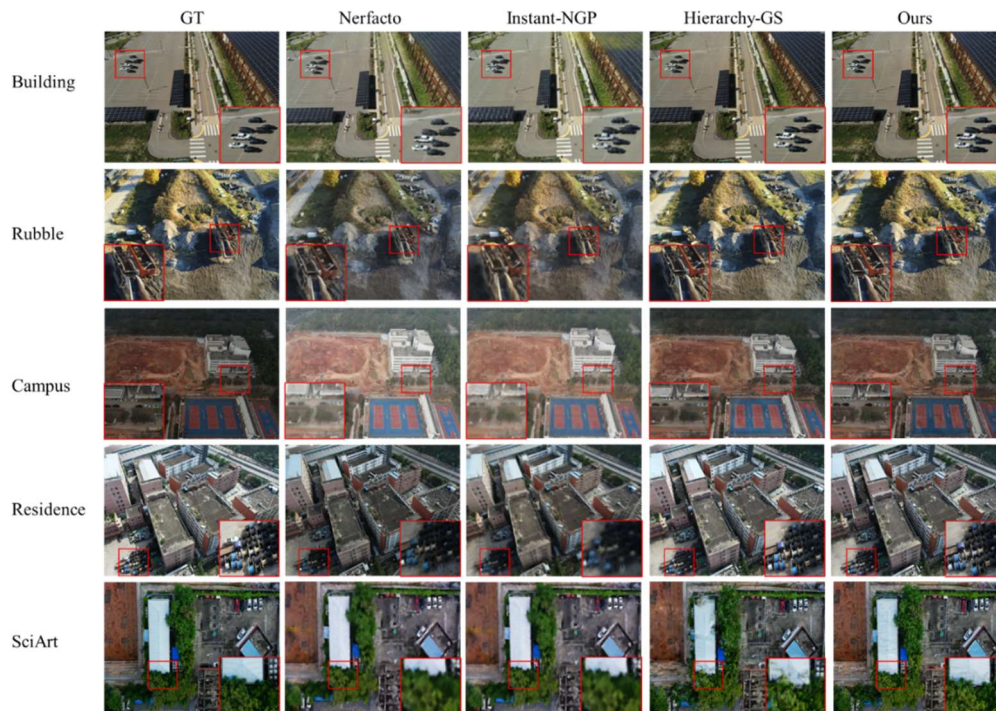 GT Nerfacto Instant-NGP Hierarchy-GS Ours
Building
Rubble
Campus
Residence
SciArt